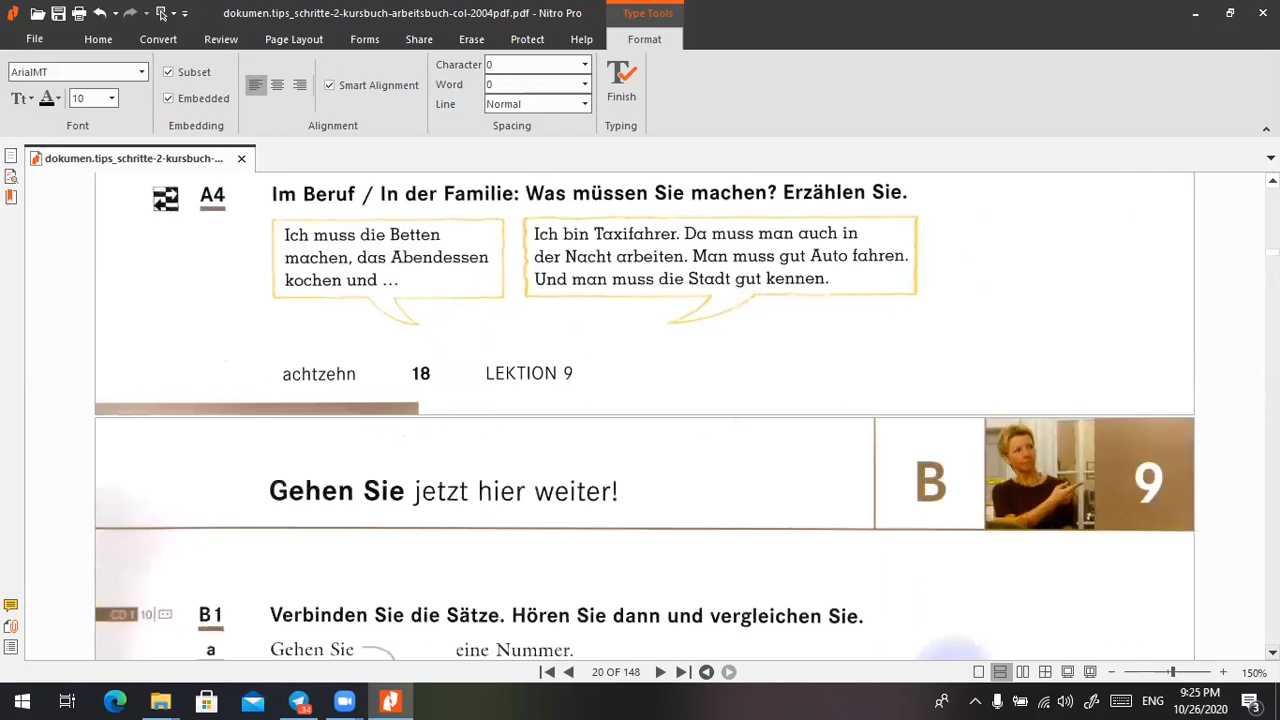 dokumen.tips_schritte-2-kursbuch-arbeitsbuch-col-2004pdf.pdf - Nitro Pro
Type Tools
File Home Convert Review Page Layout Forms Share Erase Protect Help Format
ArialMT
Tt A 10
Font
Subset
Embedded
Embedding
Smart Alignment
Alignment
Character 0
Word 0
Line Normal
Spacing
Finish
Typing
dokumen.tips_schritte-2-kursbuch-...
A4 Im Beruf / In der Familie: Was müssen Sie machen? Erzählen Sie.
Ich muss die Betten
machen, das Abendessen
kochen und ...
Ich bin Taxifahrer. Da muss man auch in
der Nacht arbeiten. Man muss gut Auto fahren.
Und man muss die Stadt gut kennen.
achtzehn 18 LEKTION 9
Gehen Sie jetzt hier weiter!
B 9
CD 1 10 B1 Verbinden Sie die Sätze. Hören Sie dann und vergleichen Sie.
a Gehen Sie eine Nummer.
20 OF 148
150%
34
9:25 PM
10/26/2020
3